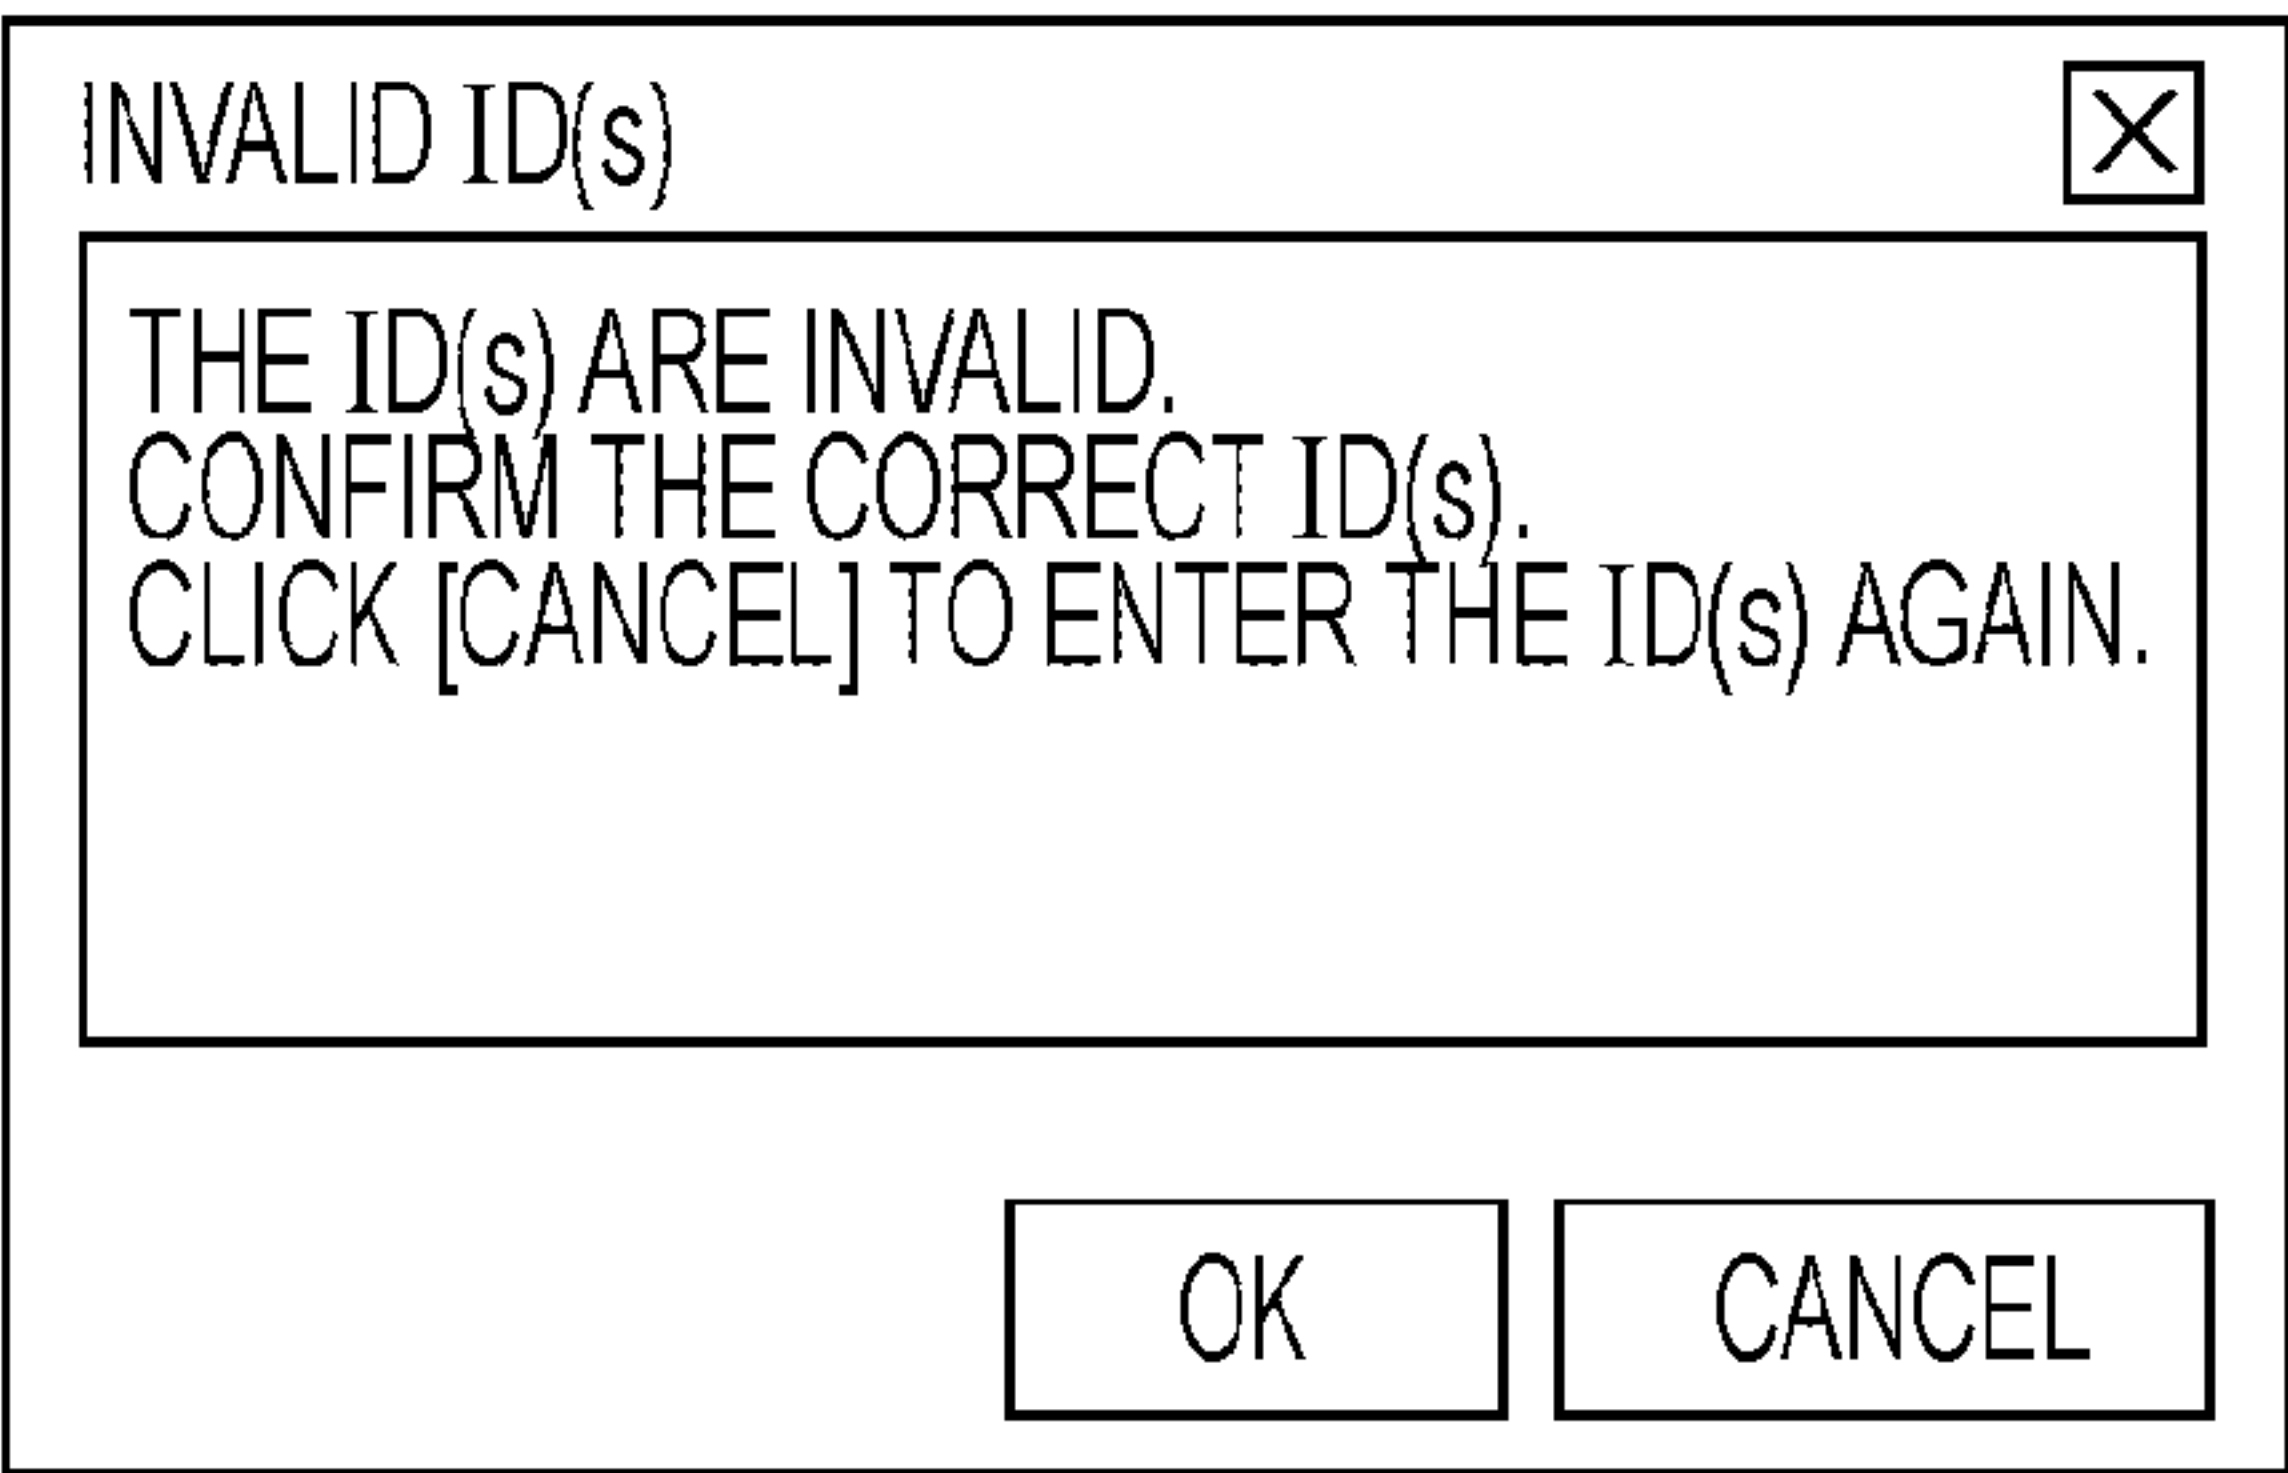 INVALID ID(s)
THE ID(s) ARE INVALID.
CONFIRM THE CORRECT ID(s).
CLICK [CANCEL] TO ENTER THE ID(s) AGAIN.
OK
CANCEL